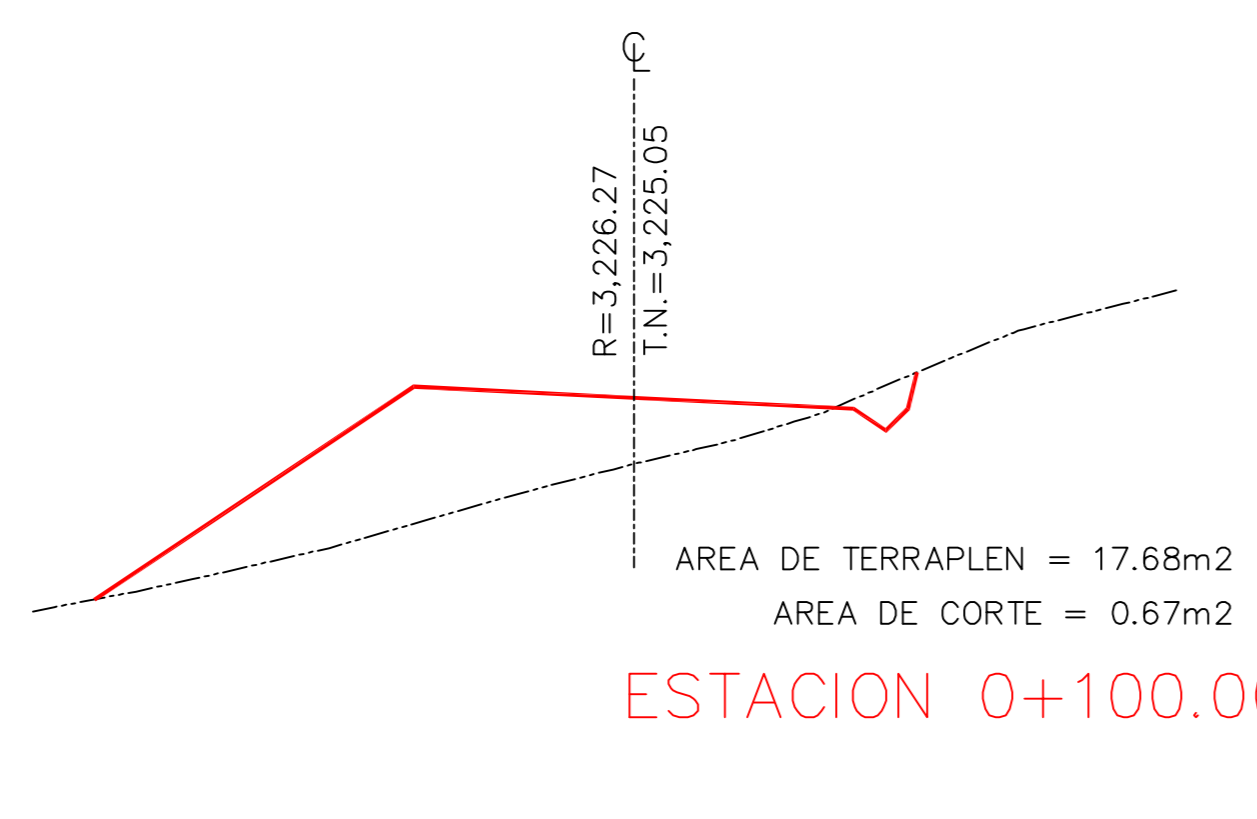 ℄
R=3,226.27
T.N.=3,225.05
AREA DE TERRAPLEN = 17.68m2
AREA DE CORTE = 0.67m2
ESTACION 0+100.0